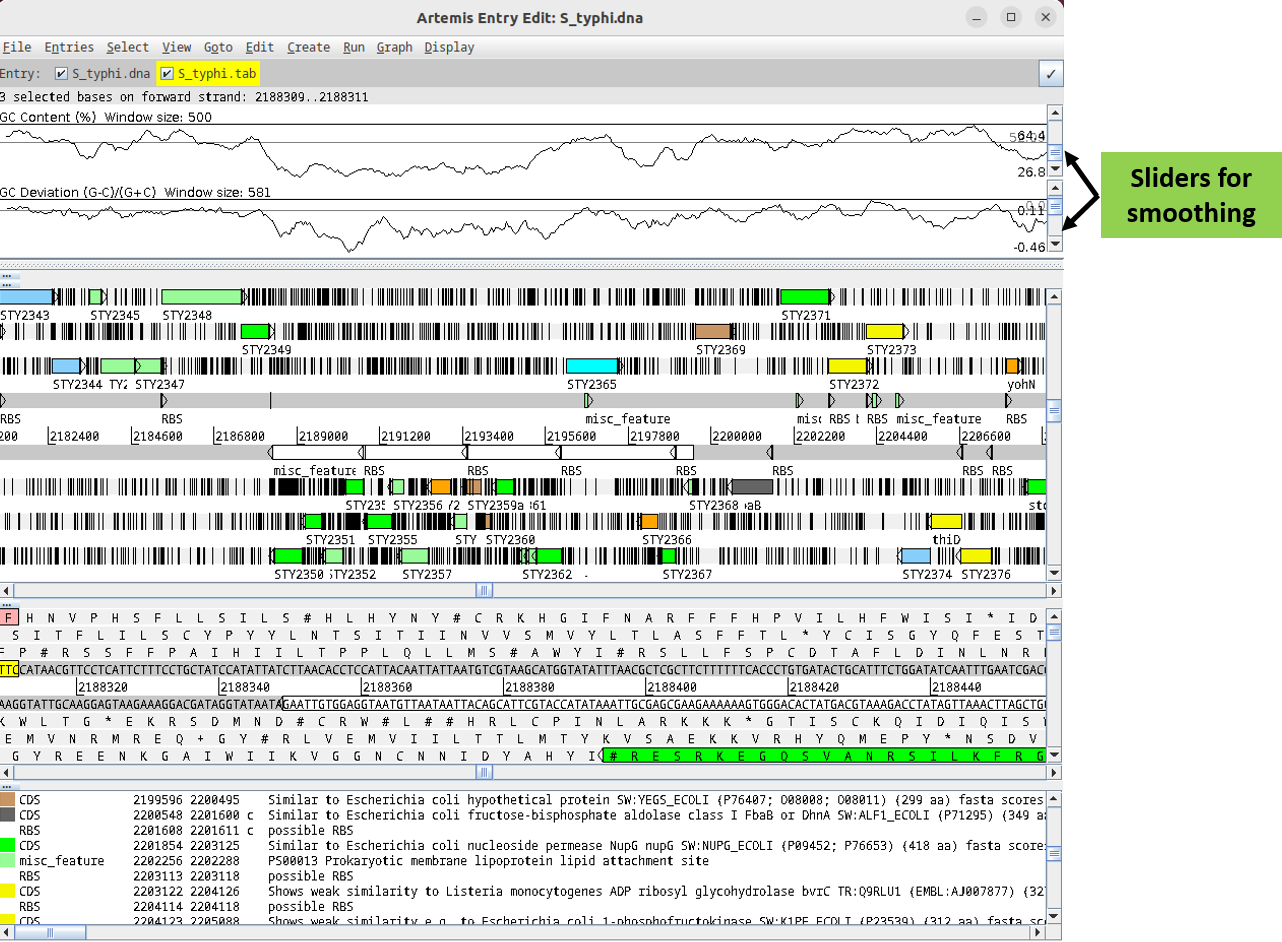 Artemis Entry Edit: S_typhi.dna
File Entries Select View Goto Edit Create Run Graph Display
Entry: S_typhi.dna S_typhi.tab
3 selected bases on forward strand: 2188309..2188311
GC Content (%) Window size: 500
64.4
26.8
GC Deviation (G-C)/(G+C) Window size: 581
0.11
-0.46
Sliders for
smoothing
STY2343 STY2345 STY2348 STY2371
STY2349 STY2369 STY2373
STY2344 STY2347 STY2365 STY2372 yohN
RBS RBS misc_feature misc RBS RBS misc_feature RBS
200 2182400 2184600 2186800 2189000 2191200 2193400 2195600 2197800 2200000 2202200 2204400 2206600
misc_feature RBS RBS RBS RBS RBS RBS RBS
STY235 STY2356 STY2359a STY2368 aB
STY2351 STY2355 STY STY2360 STY2366 thiD
STY2350 STY2352 STY2357 STY2362 STY2367 STY2374 STY2376
F H N V P H S F L L S I L S # H L H Y N Y # C R K H G I F N A R F F F H P V I L H F W I S I * I D
S I T F L I L S C Y P Y Y L N T S I T I I N V V S M V Y L T L A S F F T L * Y C I S G Y Q F E S T
F P # R S S F F P A I H I I L T P P L Q L L M S # A W Y I # R S L L F S P C D T A F L D I N L N R
TTCCATAACGTTCCTCATTCTTTCCTGCTATCCATATTATCTTAACACCTCCATTACAATTATTAATGTCGTAAGCATGGTATATTTAACGCTCGCTTCTTTTTTCACCCTGTGATACTGCATTTCTGGATATCAATTTGAATCGAC
2188320 2188340 2188360 2188380 2188400 2188420 2188440
AAGGTATTGCAAGGAGTAAGAAAGGACGATAGGTATAATAGAATTGTGGAGGTAATGTTAATAATTACAGCATTCGTACCATATAAATTGCGAGCGAAGAAAAAAGTGGGACACTATGACGTAAAGACCTATAGTTAAACTTAGCTG
K W L T G * E K R S D M N D # C R W # L # # H R L C P I N L A R K K K * G T I S C K Q I D I Q I S
E M V N R M R E Q + G Y # R L V E M V I I L T T L M T Y K V S A E K K V R H Y Q M E P Y * N S D V
G Y R E E N K G A I W I I K V G G N C N N I D Y A H Y I # R E S R K E G Q S V A N R S I L K F R G
CDS 2199596 2200495 Similar to Escherichia coli hypothetical protein SW:YEGS_ECOLI (P76407; O08008; O08011) (299 aa) fasta scores
CDS 2200548 2201600 c Similar to Escherichia coli fructose-bisphosphate aldolase class I FbaB or DhnA SW:ALF1_ECOLI (P71295) (349 a
RBS 2201608 2201611 c possible RBS
CDS 2201854 2203125 Similar to Escherichia coli nucleoside permease NupG nupG SW:NUPG_ECOLI (P09452; P76653) (418 aa) fasta score
misc_feature 2202256 2202288 PS00013 Prokaryotic membrane lipoprotein lipid attachment site
RBS 2203113 2203118 possible RBS
CDS 2203122 2204126 Shows weak similarity to Listeria monocytogenes ADP ribosyl glycohydrolase bvrC TR:Q9RLU1 (EMBL:AJ007877) (32
RBS 2204114 2204118 possible RBS
CDS 2204123 2205088 Shows weak similarity e.g. to Escherichia coli 1-phosphofructokinase SW:K1PF_ECOLI (P23539) (312 aa) fasta sc